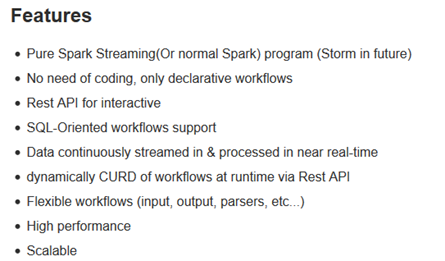 Features
• Pure Spark Streaming(Or normal Spark) program (Storm in future)
• No need of coding, only declarative workflows
• Rest API for interactive
• SQL-Oriented workflows support
• Data continuously streamed in & processed in near real-time
• dynamically CURD of workflows at runtime via Rest API
• Flexible workflows (input, output, parsers, etc...)
• High performance
• Scalable